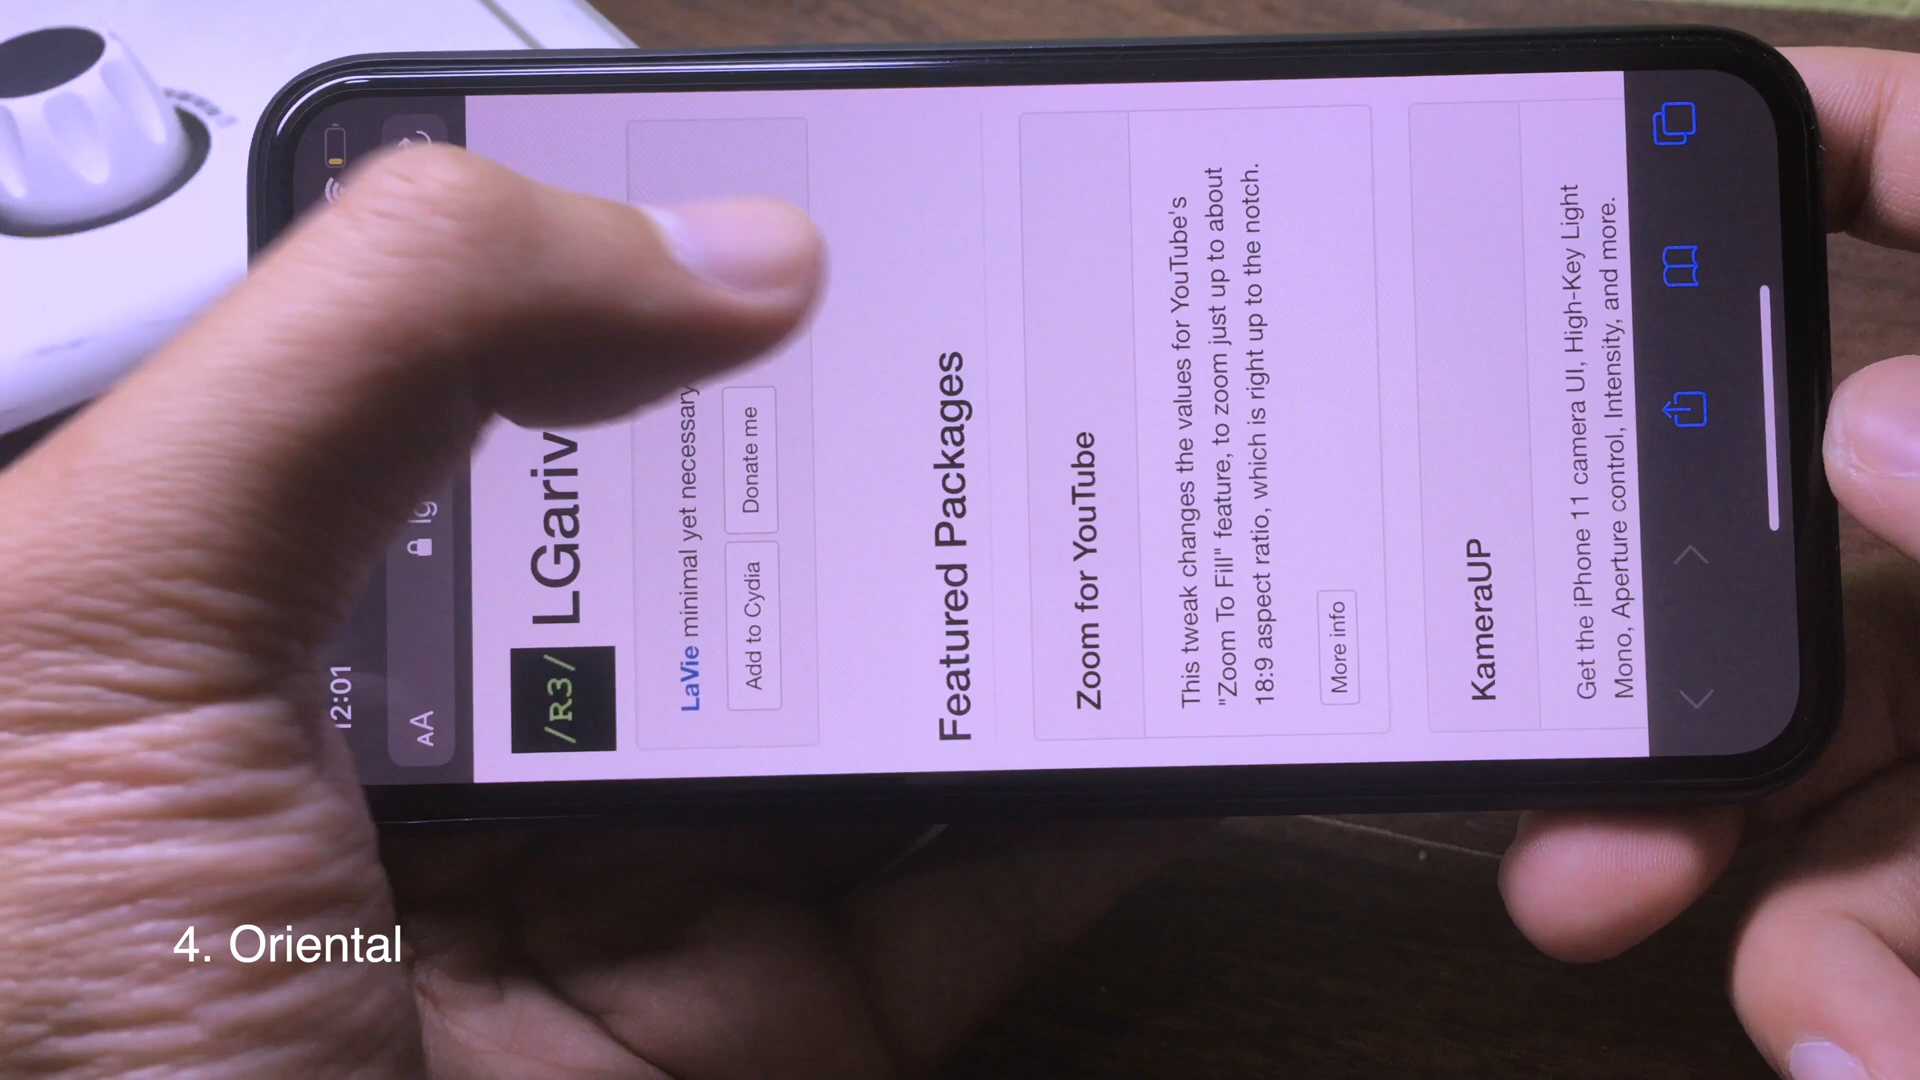 12:01
AA
/R3/
LGariv
LaVie minimal yet necessary
Add to Cydia
Donate me
Featured Packages
Zoom for YouTube
This tweak changes the values for YouTube's
"Zoom To Fill" feature, to zoom just up to about
18:9 aspect ratio, which is right up to the notch.
More info
KameraUP
Get the iPhone 11 camera UI, High-Key Light
Mono, Aperture control, Intensity, and more.
4. Oriental